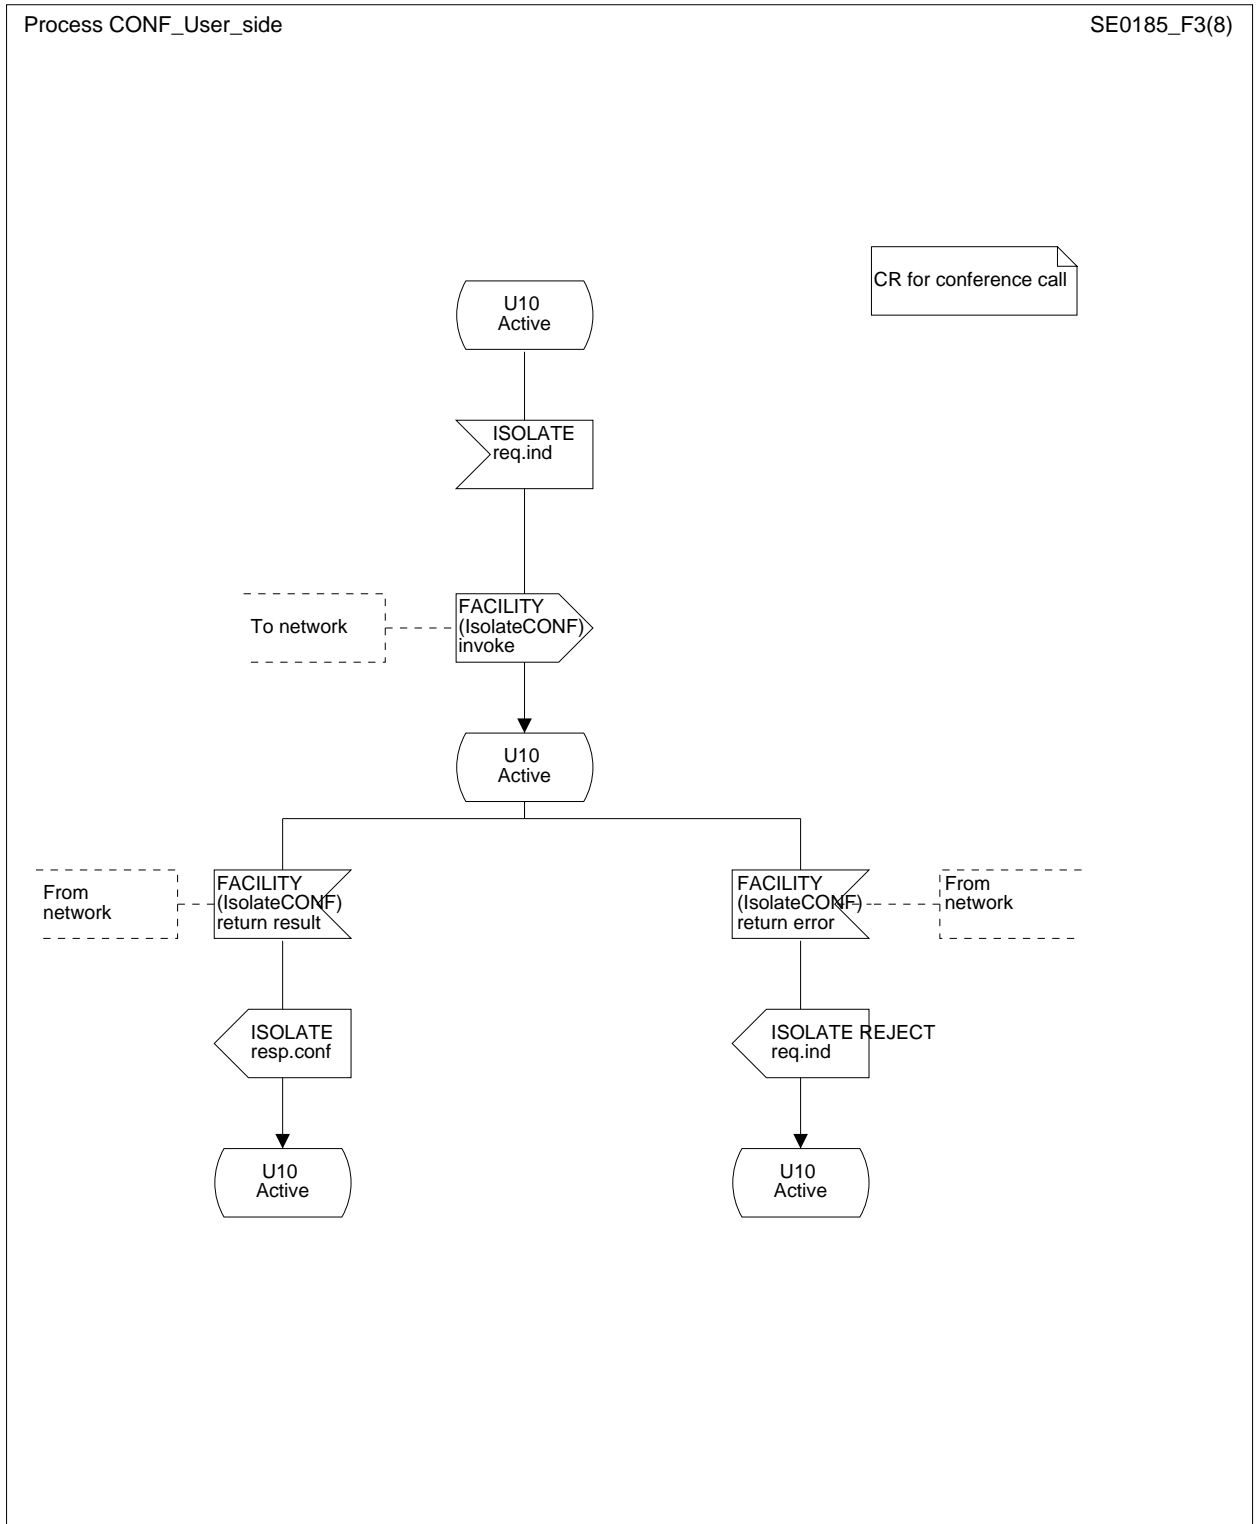 Process CONF_User_side
SE0185_F3(8)
CR for conference call
U10
Active
ISOLATE
req.ind
To network
FACILITY
(IsolateCONF)
invoke
U10
Active
From
network
FACILITY
(IsolateCONF)
return result
FACILITY
(IsolateCONF)
return error
From
network
ISOLATE
resp.conf
ISOLATE REJECT
req.ind
U10
Active
U10
Active